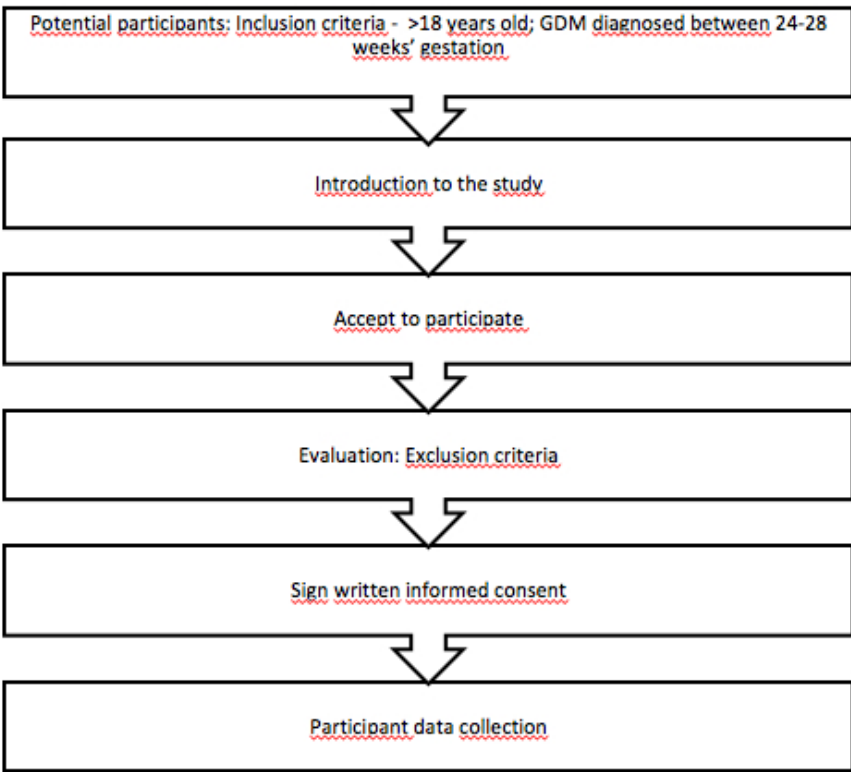 Potential participants: Inclusion criteria -  >18 years old; GDM diagnosed between 24-28
weeks’ gestation
Introduction to the study
Accept to participate
Evaluation: Exclusion criteria
Sign written informed consent
Participant data collection